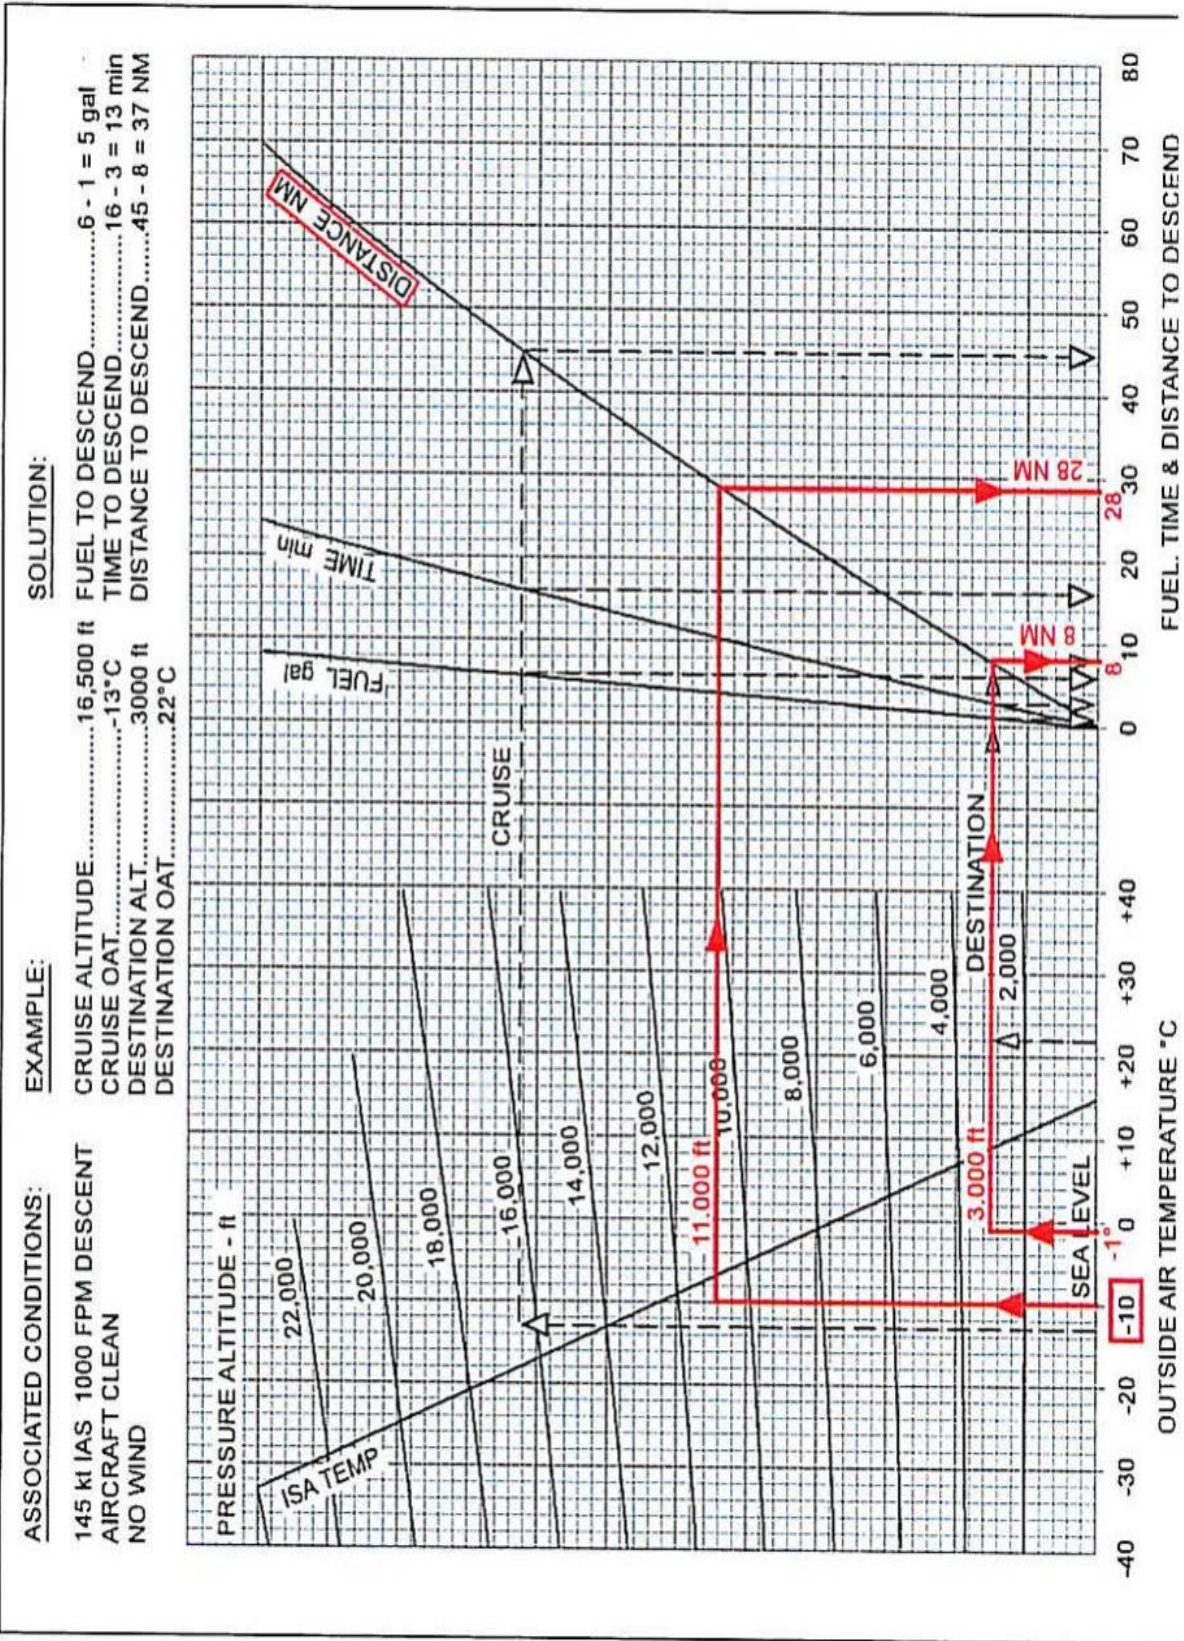 ASSOCIATED CONDITIONS:
145 kt IAS 1000 FPM DESCENT
AIRCRAFT CLEAN
NO WIND
EXAMPLE:
CRUISE ALTITUDE..................16,500 ft
CRUISE OAT.........................-13°C
DESTINATION ALT..................3000 ft
DESTINATION OAT..................22°C
SOLUTION:
FUEL TO DESCEND................6 - 1 = 5 gal
TIME TO DESCEND................16 - 3 = 13 min
DISTANCE TO DESCEND.......45 - 8 = 37 NM
PRESSURE ALTITUDE - ft
ISA TEMP
22,000
20,000
18,000
16,000
14,000
12,000
11.000 ft
10,000
8,000
6,000
4,000
3.000 ft
2,000
SEA LEVEL
CRUISE
DESTINATION
FUEL gal
TIME min
DISTANCE NM
28 NM
8 NM
-40 -30 -20 -10 -1° 0 +10 +20 +30 +40
0 8 10 20 28 30 40 50 60 70 80
OUTSIDE AIR TEMPERATURE °C
FUEL. TIME & DISTANCE TO DESCEND